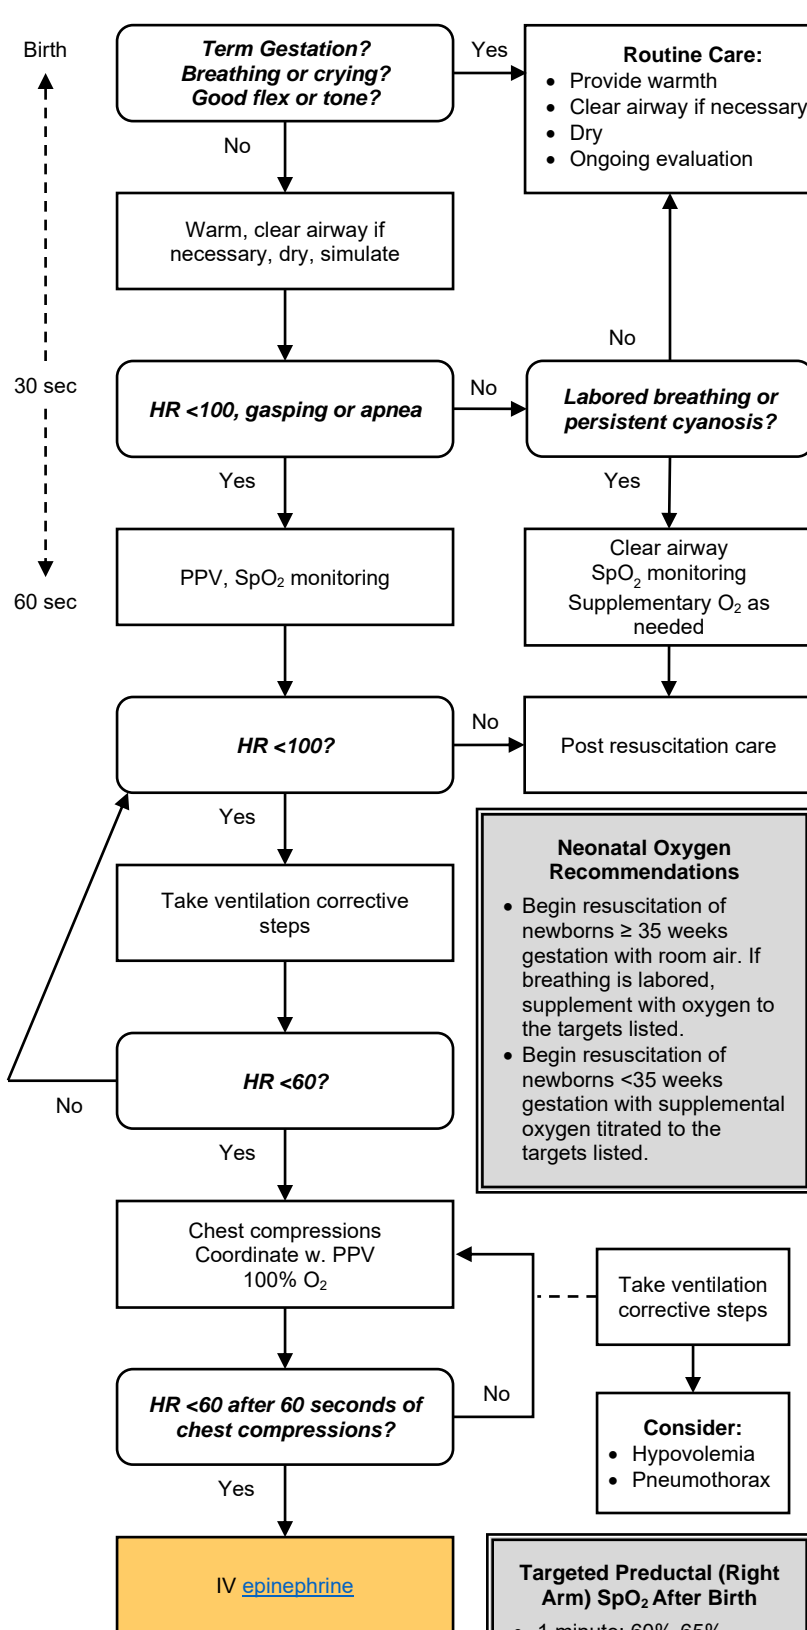 Birth
Term Gestation?
Breathing or crying?
Good flex or tone?
Yes
Routine Care:
• Provide warmth
• Clear airway if necessary
• Dry
• Ongoing evaluation
No
Warm, clear airway if
necessary, dry, simulate
No
30 sec
HR <100, gasping or apnea
No
Labored breathing or
persistent cyanosis?
Yes
Yes
PPV, SpO₂ monitoring
60 sec
Clear airway
SpO₂ monitoring
Supplementary O₂ as
needed
HR <100?
No
Post resuscitation care
Yes
Take ventilation corrective
steps
Neonatal Oxygen
Recommendations
• Begin resuscitation of
newborns ≥ 35 weeks
gestation with room air. If
breathing is labored,
supplement with oxygen to
the targets listed.
• Begin resuscitation of
newborns <35 weeks
gestation with supplemental
oxygen titrated to the
targets listed.
HR <60?
No
Yes
Chest compressions
Coordinate w. PPV
100% O₂
Take ventilation
corrective steps
HR <60 after 60 seconds of
chest compressions?
No
Consider:
• Hypovolemia
• Pneumothorax
Yes
IV epinephrine
Targeted Preductal (Right
Arm) SpO₂ After Birth
• 1 minute: 60%-65%